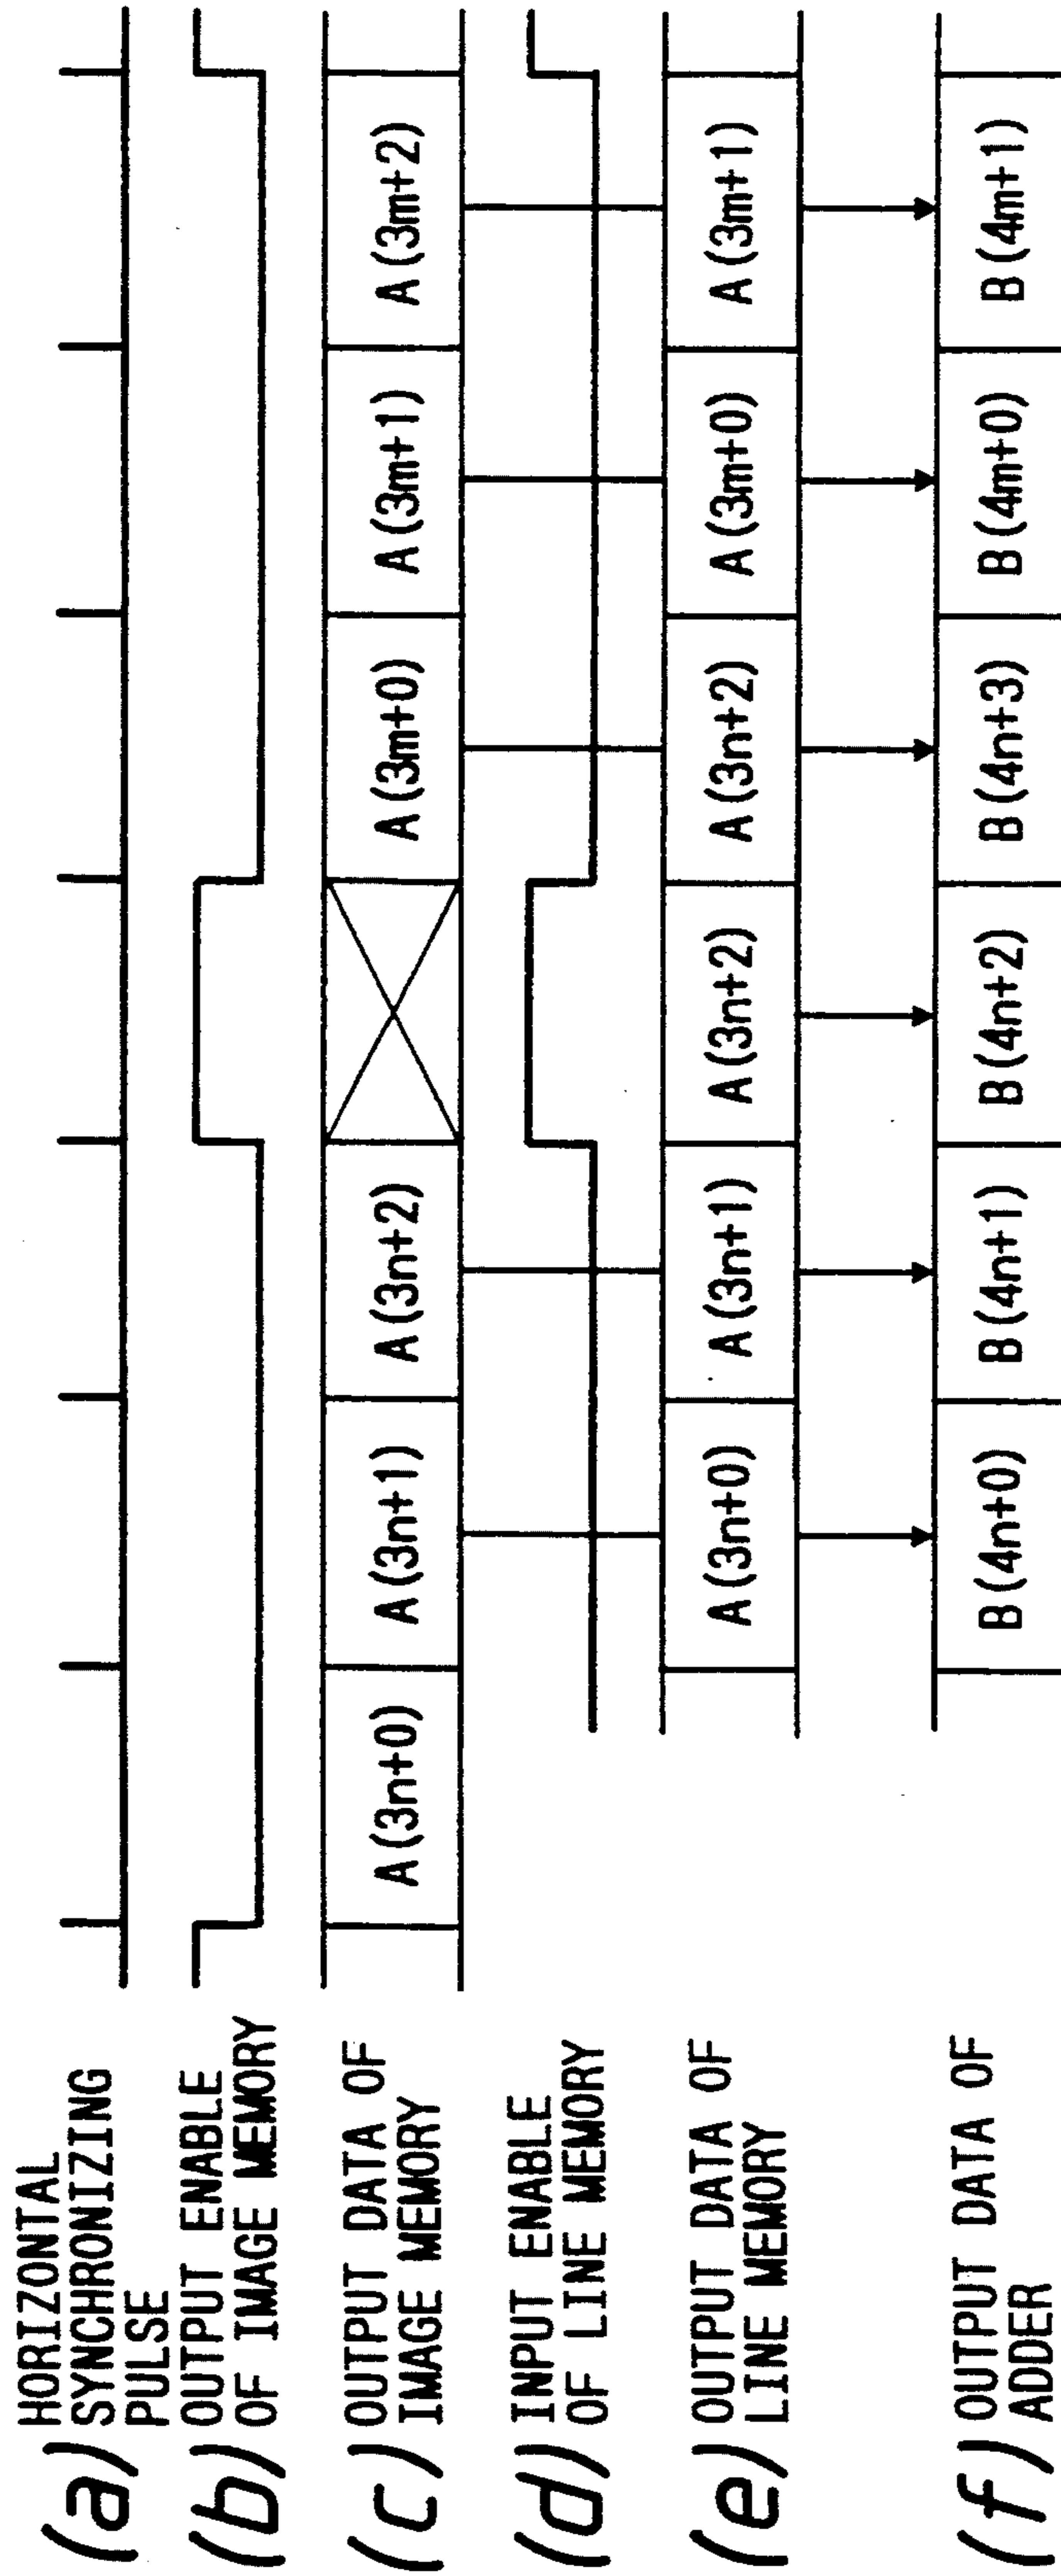 (a) HORIZONTAL
SYNCHRONIZING
PULSE
(b) OUTPUT ENABLE
OF IMAGE MEMORY
(c) OUTPUT DATA OF
IMAGE MEMORY
A(3n+0) A(3n+1) A(3n+2) A(3m+0) A(3m+1) A(3m+2)
(d) INPUT ENABLE
OF LINE MEMORY
(e) OUTPUT DATA OF
LINE MEMORY
A(3n+0) A(3n+1) A(3n+2) A(3n+2) A(3m+0) A(3m+1)
(f) OUTPUT DATA OF
ADDER
B(4n+0) B(4n+1) B(4n+2) B(4n+3) B(4m+0) B(4m+1)